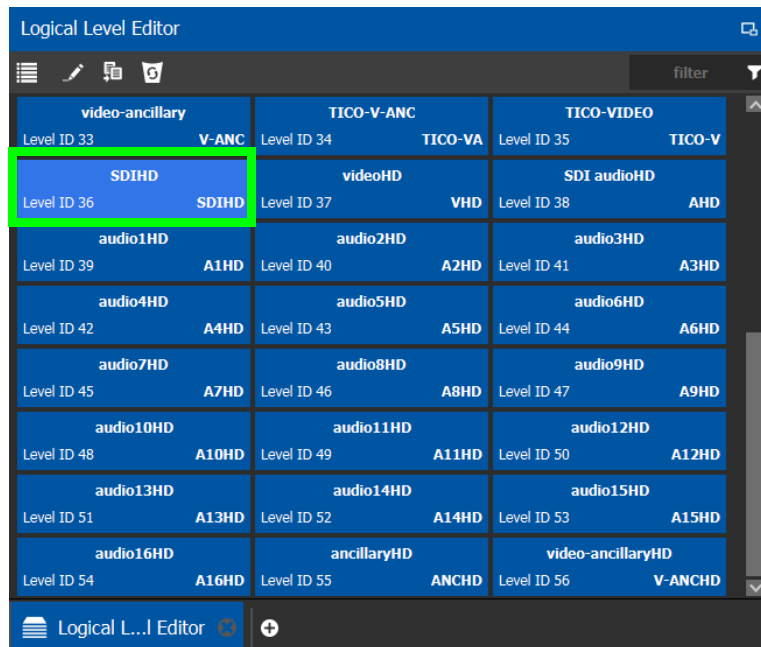 Logical Level Editor
filter
video-ancillary TICO-V-ANC TICO-VIDEO
Level ID 33 V-ANC Level ID 34 TICO-VA Level ID 35 TICO-V
SDIHD videoHD SDI audioHD
Level ID 36 SDIHD Level ID 37 VHD Level ID 38 AHD
audio1HD audio2HD audio3HD
Level ID 39 A1HD Level ID 40 A2HD Level ID 41 A3HD
audio4HD audio5HD audio6HD
Level ID 42 A4HD Level ID 43 A5HD Level ID 44 A6HD
audio7HD audio8HD audio9HD
Level ID 45 A7HD Level ID 46 A8HD Level ID 47 A9HD
audio10HD audio11HD audio12HD
Level ID 48 A10HD Level ID 49 A11HD Level ID 50 A12HD
audio13HD audio14HD audio15HD
Level ID 51 A13HD Level ID 52 A14HD Level ID 53 A15HD
audio16HD ancillaryHD video-ancillaryHD
Level ID 54 A16HD Level ID 55 ANCHD Level ID 56 V-ANCHD
Logical L...l Editor